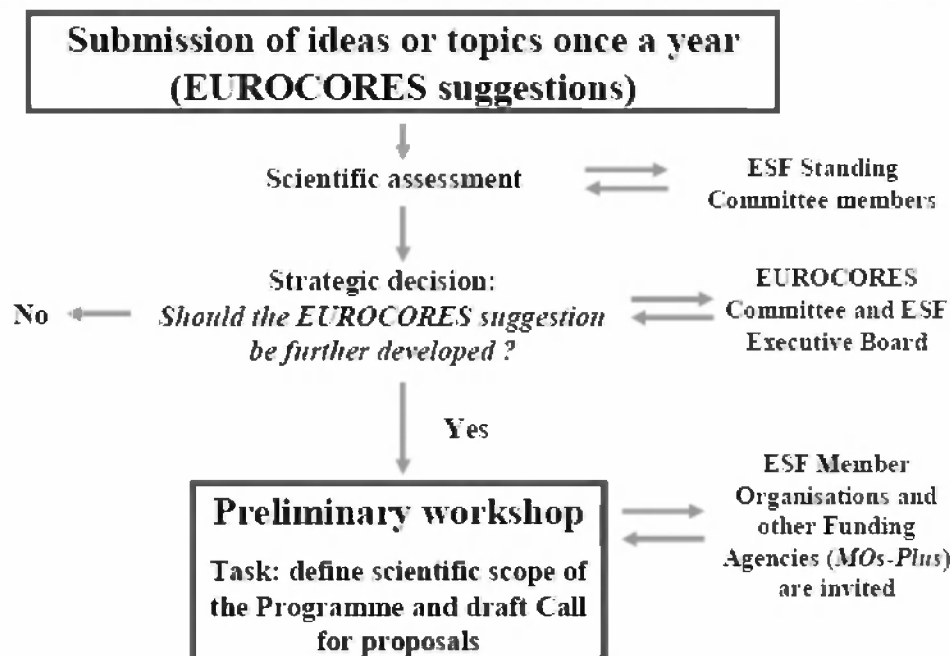 Submission of ideas or topics once a year
(EUROCORES suggestions)
Scientific assessment
ESF Standing
Committee members
Strategic decision:
Should the EUROCORES suggestion
be further developed ?
No
EUROCORES
Committee and ESF
Executive Board
Yes
Preliminary workshop
Task: define scientific scope of
the Programme and draft Call
for proposals
ESF Member
Organisations and
other Funding
Agencies (MOs-Plus)
are invited